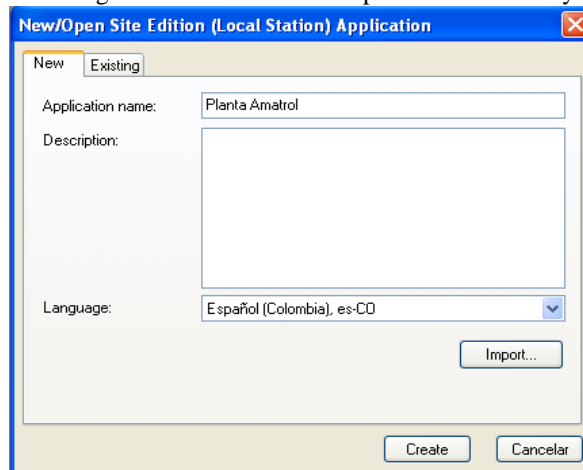 New/Open Site Edition (Local Station) Application
New Existing
Application name: Planta Amatrol
Description:
Language: Español (Colombia), es-CO
Import...
Create Cancelar